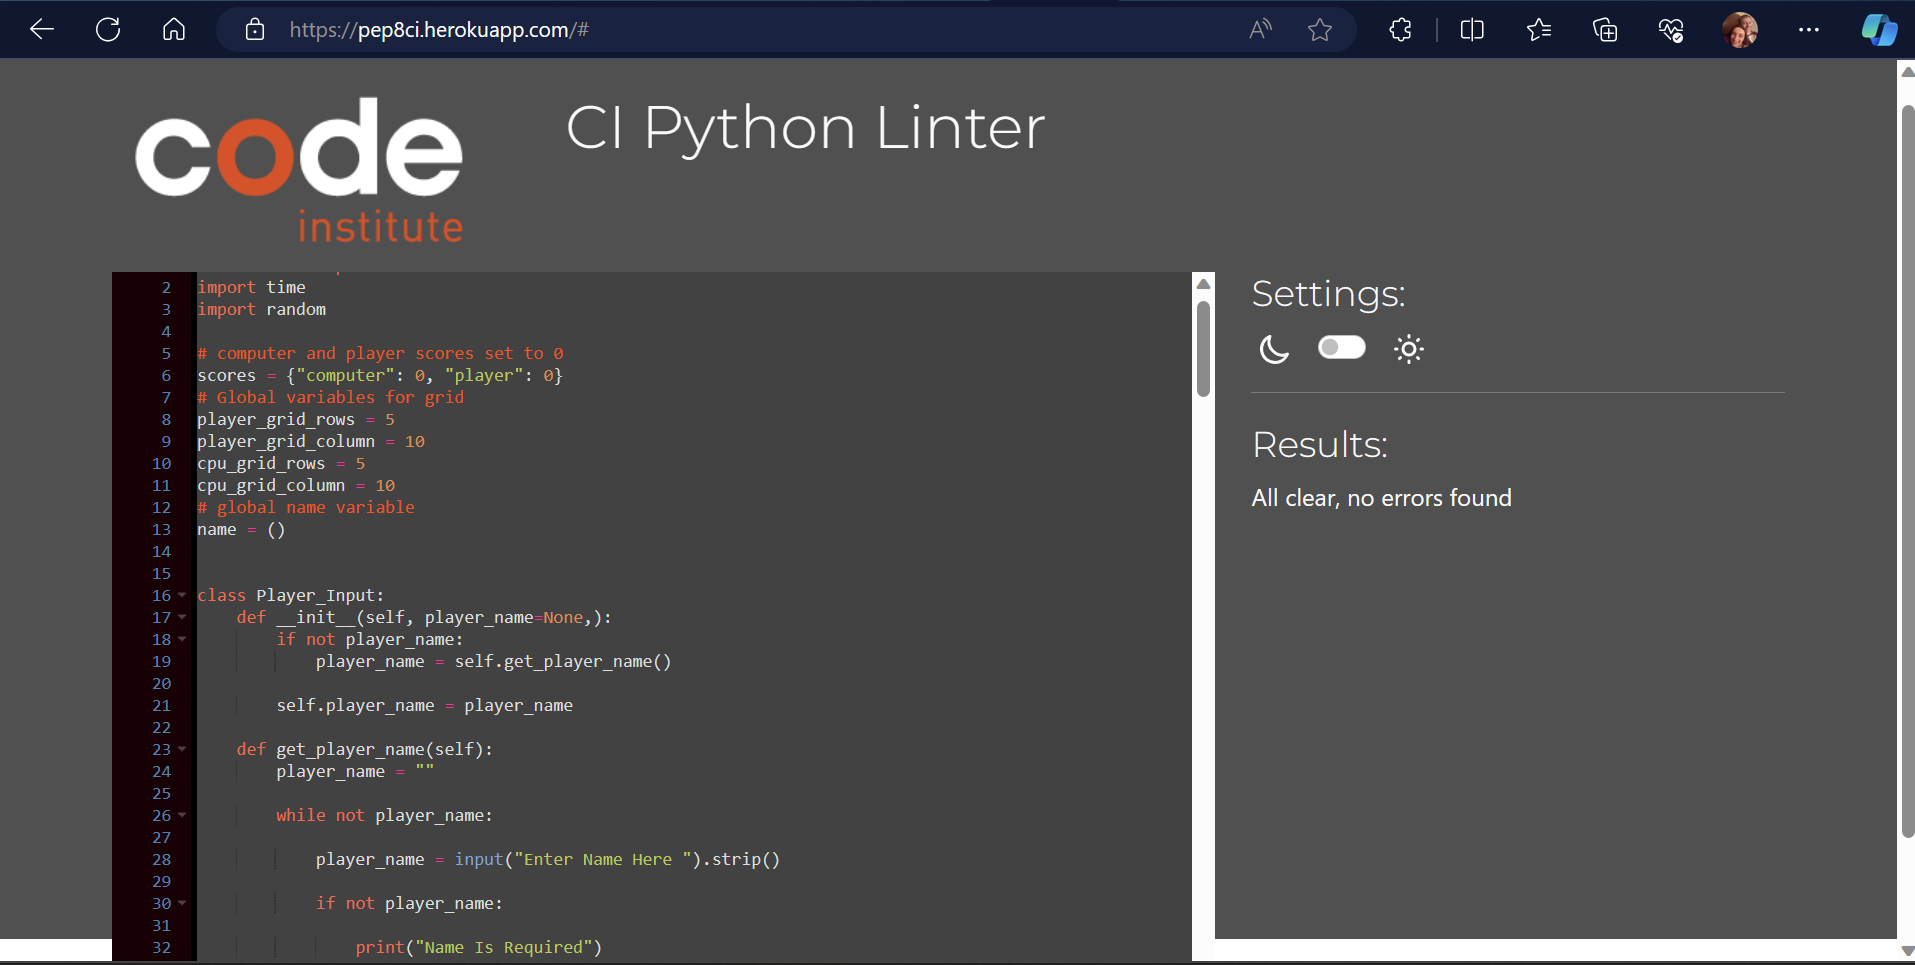 https://pep8ci.herokuapp.com/#
code
institute
CI Python Linter
2 import time
3 import random
4
5 # computer and player scores set to 0
6 scores = {"computer": 0, "player": 0}
7 # Global variables for grid
8 player_grid_rows = 5
9 player_grid_column = 10
10 cpu_grid_rows = 5
11 cpu_grid_column = 10
12 # global name variable
13 name = ()
14
15
16 class Player_Input:
17     def __init__(self, player_name=None,):
18         if not player_name:
19             player_name = self.get_player_name()
20
21         self.player_name = player_name
22
23     def get_player_name(self):
24         player_name = ""
25
26         while not player_name:
27
28             player_name = input("Enter Name Here ").strip()
29
30             if not player_name:
31
32                 print("Name Is Required")
Settings:
Results:
All clear, no errors found